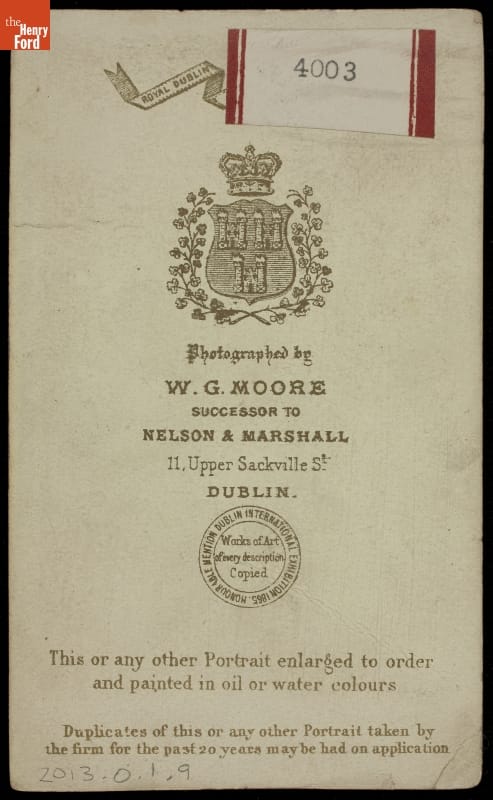 the
Henry
Ford
ROYAL DUBLIN
4003
Photographed by
W. G. MOORE
SUCCESSOR TO
NELSON & MARSHALL
11, Upper Sackville St.
DUBLIN.
HONOURABLE MENTION DUBLIN INTERNATIONAL EXHIBITION 1865.
Works of Art
of every description
Copied
This or any other Portrait enlarged to order
and painted in oil or water colours
Duplicates of this or any other Portrait taken by
the firm for the past 20 years may be had on application
2013.0.1.9